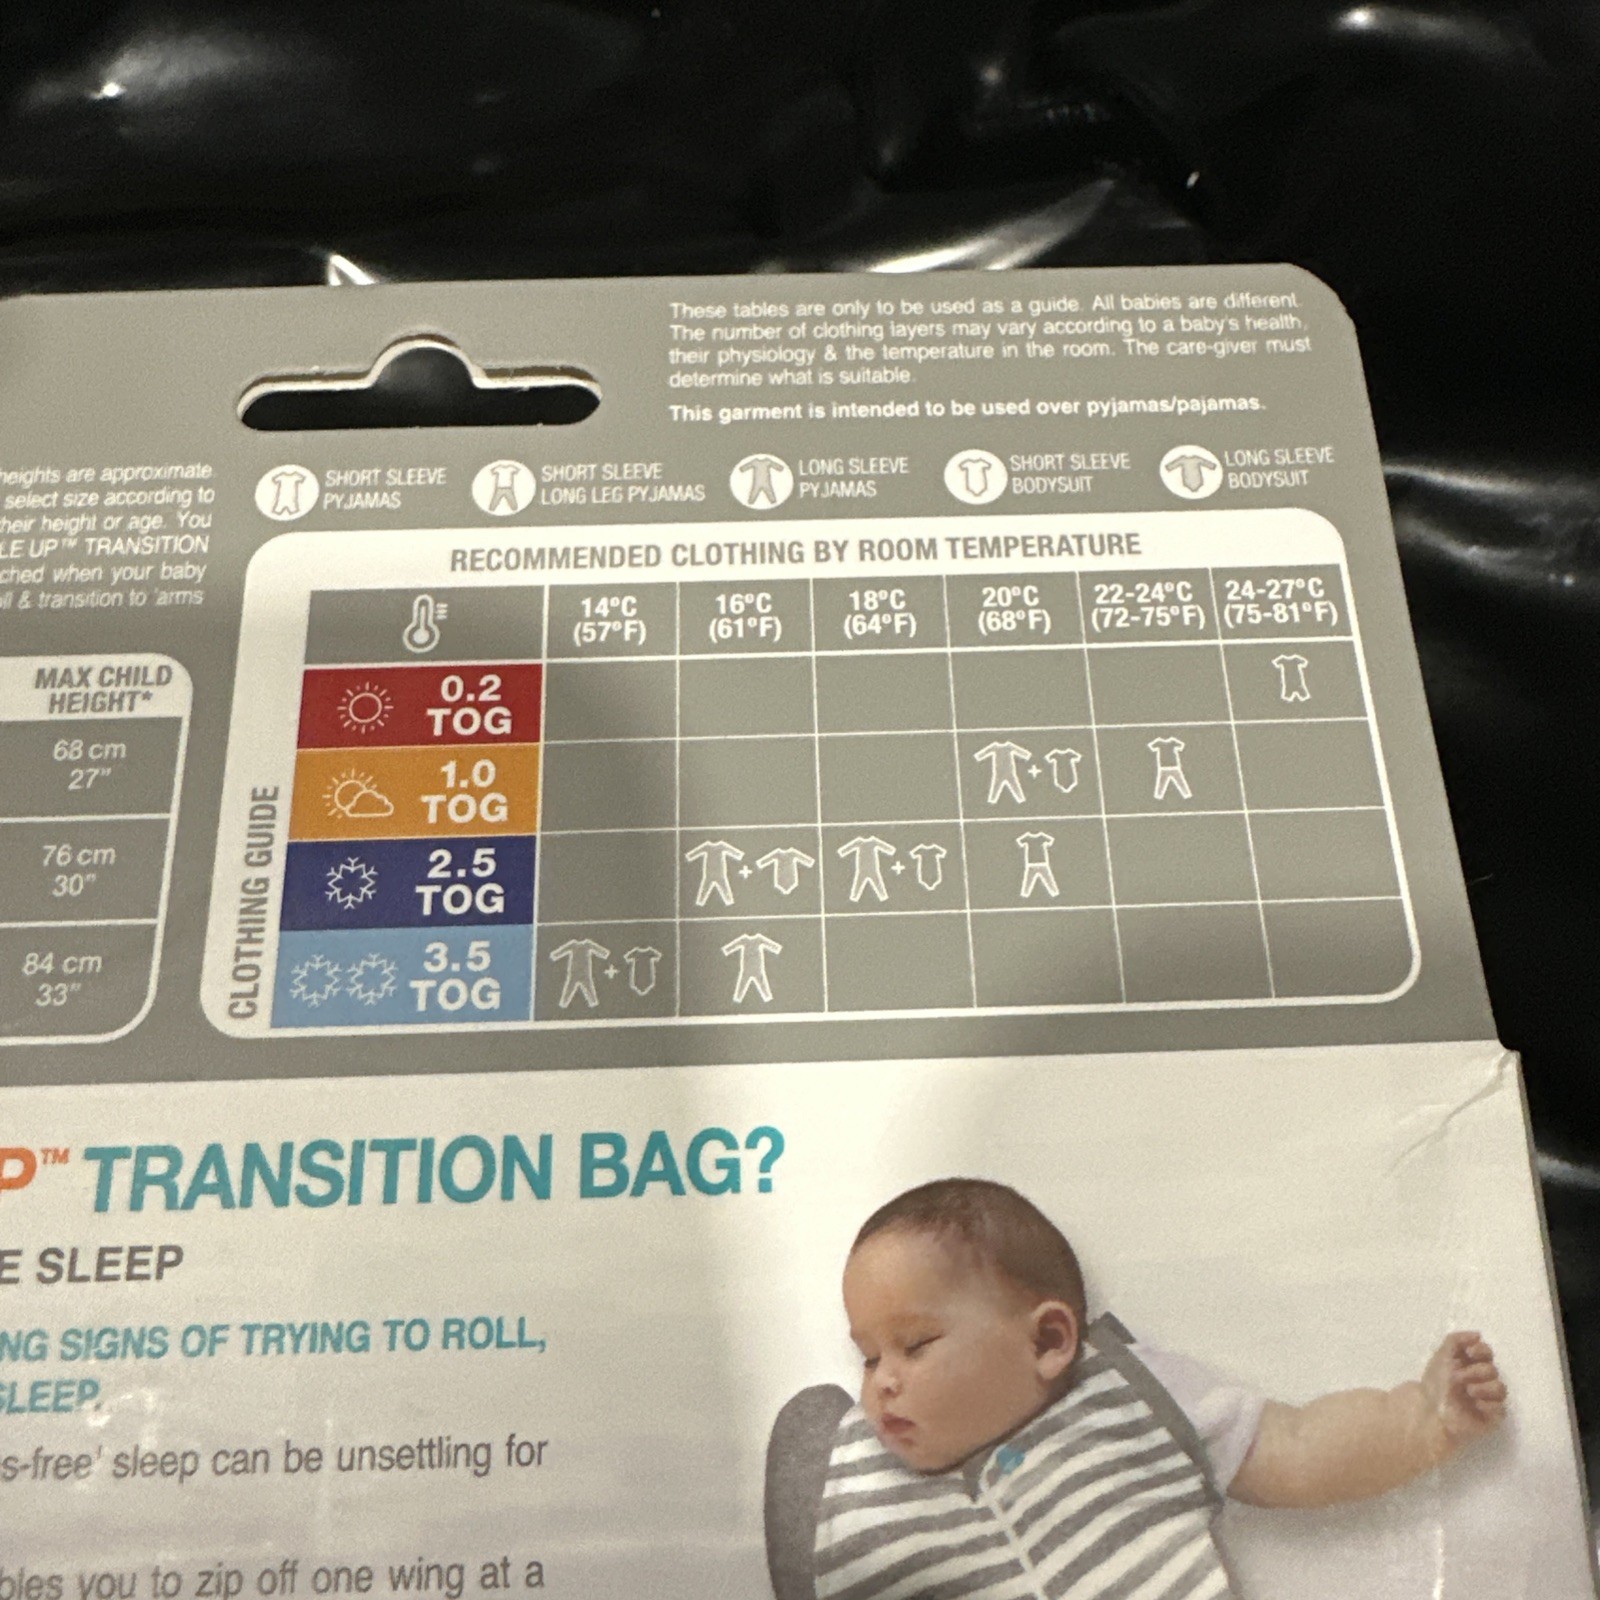 These tables are only to be used as a guide. All babies are different.
The number of clothing layers may vary according to a baby's health,
their physiology & the temperature in the room. The care-giver must
determine what is suitable.
This garment is intended to be used over pyjamas/pajamas.
heights are approximate
select size according to
their height or age. You
LE UP™ TRANSITION
ched when your baby
ll & transition to 'arms
SHORT SLEEVE
PYJAMAS
SHORT SLEEVE
LONG LEG PYJAMAS
LONG SLEEVE
PYJAMAS
SHORT SLEEVE
BODYSUIT
LONG SLEEVE
BODYSUIT
MAX CHILD
HEIGHT*
68 cm
27"
76 cm
30"
84 cm
33"
RECOMMENDED CLOTHING BY ROOM TEMPERATURE
14°C
(57°F)
16°C
(61°F)
18°C
(64°F)
20°C
(68°F)
22-24°C
(72-75°F)
24-27°C
(75-81°F)
CLOTHING GUIDE
0.2
TOG
1.0
TOG
+
2.5
TOG
+
+
3.5
TOG
+
P™ TRANSITION BAG?
E SLEEP
NG SIGNS OF TRYING TO ROLL,
SLEEP.
s-free' sleep can be unsettling for
bles you to zip off one wing at a